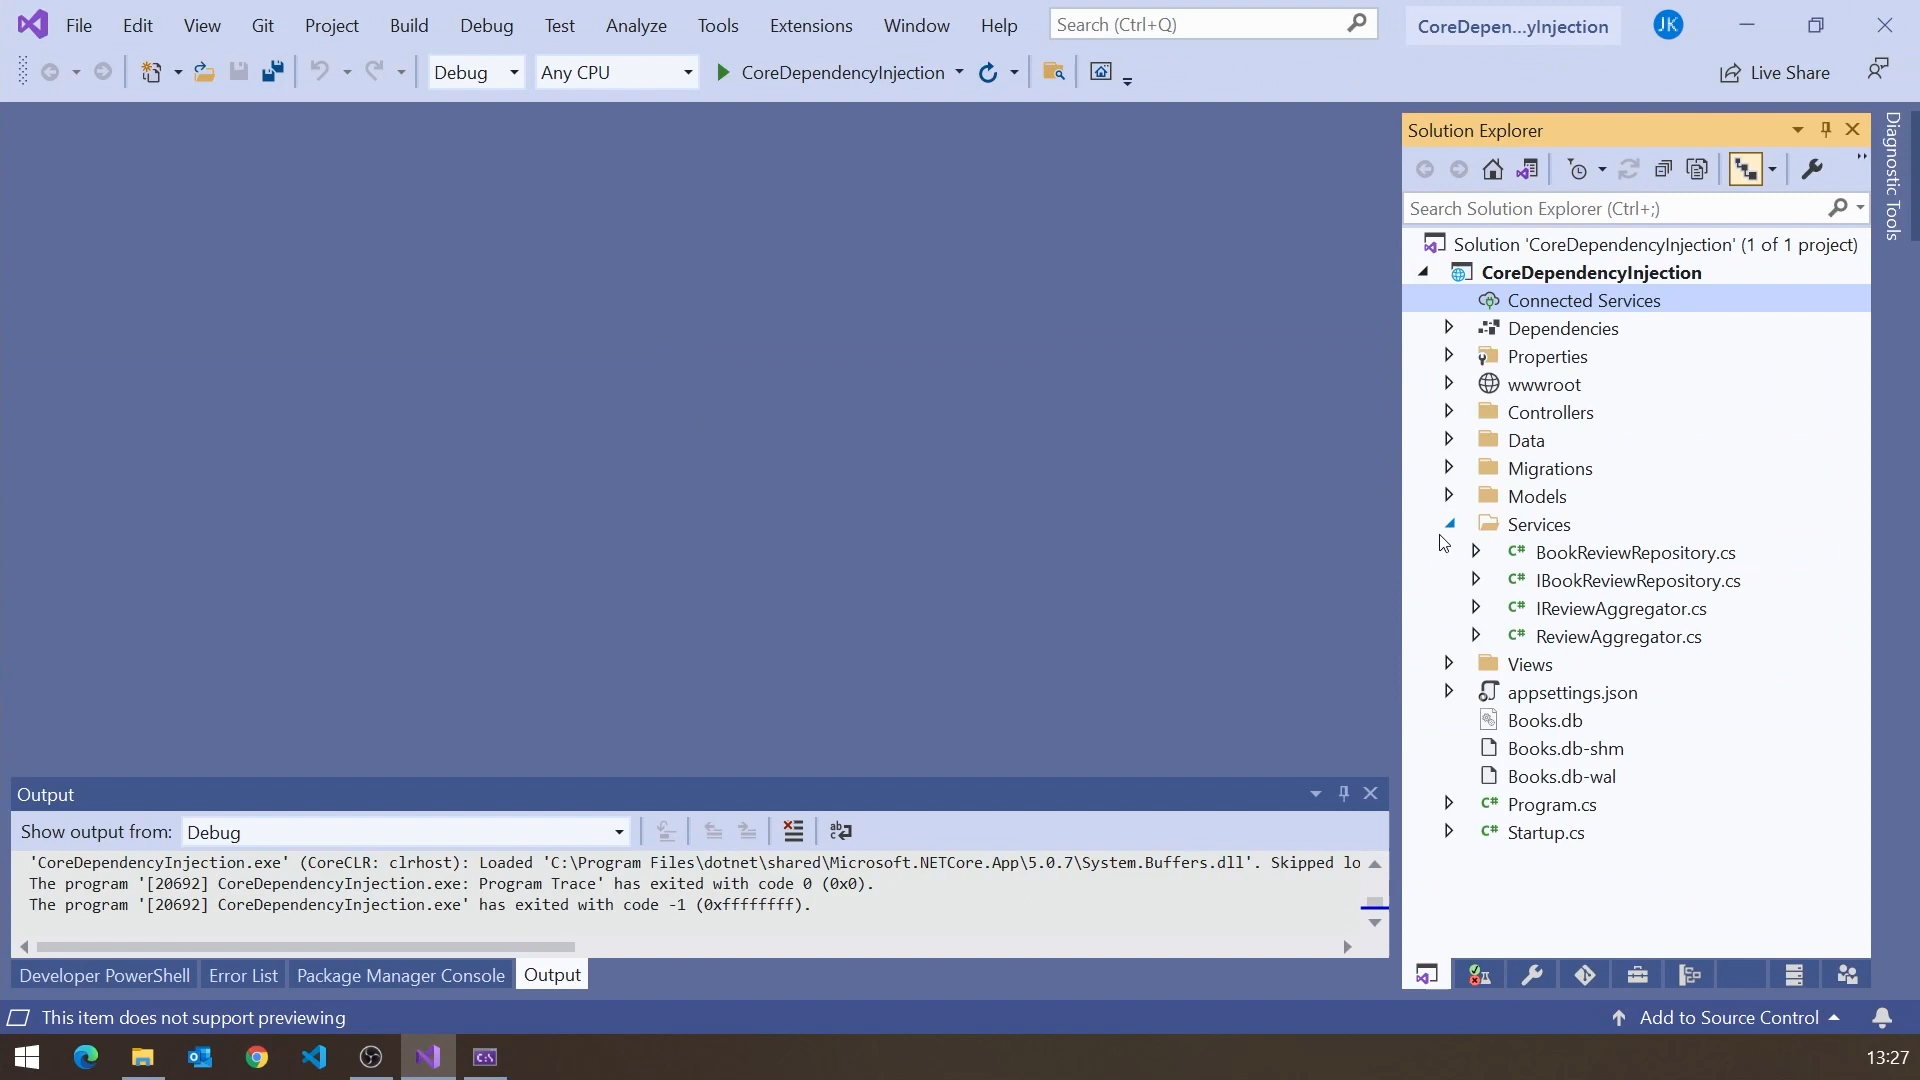 File Edit View Git Project Build Debug Test Analyze Tools Extensions Window Help Search (Ctrl+Q) CoreDepen...yInjection JK
Debug Any CPU CoreDependencyInjection Live Share
Solution Explorer
Diagnostic Tools
Search Solution Explorer (Ctrl+;)
Solution 'CoreDependencyInjection' (1 of 1 project)
CoreDependencyInjection
Connected Services
Dependencies
Properties
wwwroot
Controllers
Data
Migrations
Models
Services
C# BookReviewRepository.cs
C# IBookReviewRepository.cs
C# IReviewAggregator.cs
C# ReviewAggregator.cs
Views
appsettings.json
Books.db
Books.db-shm
Books.db-wal
C# Program.cs
C# Startup.cs
Output
Show output from: Debug
'CoreDependencyInjection.exe' (CoreCLR: clrhost): Loaded 'C:\Program Files\dotnet\shared\Microsoft.NETCore.App\5.0.7\System.Buffers.dll'. Skipped lo
The program '[20692] CoreDependencyInjection.exe: Program Trace' has exited with code 0 (0x0).
The program '[20692] CoreDependencyInjection.exe' has exited with code -1 (0xffffffff).
Developer PowerShell Error List Package Manager Console Output
This item does not support previewing Add to Source Control
13:27